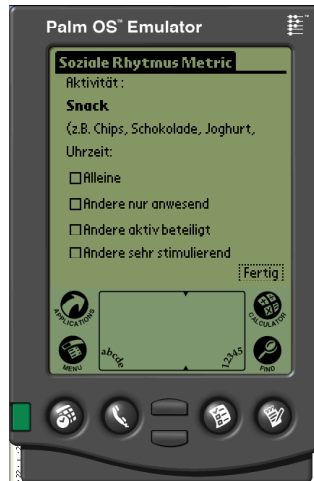 Palm OS™ Emulator
Soziale Rhytmus Metric
Aktivität:
Snack
(z.B. Chips, Schokolade, Joghurt,
Uhrzeit:
Alleine
Andere nur anwesend
Andere aktiv beteiligt
Andere sehr stimulierend
Fertig
APPLICATIONS
CALCULATOR
MENU
abcde
12345
FIND